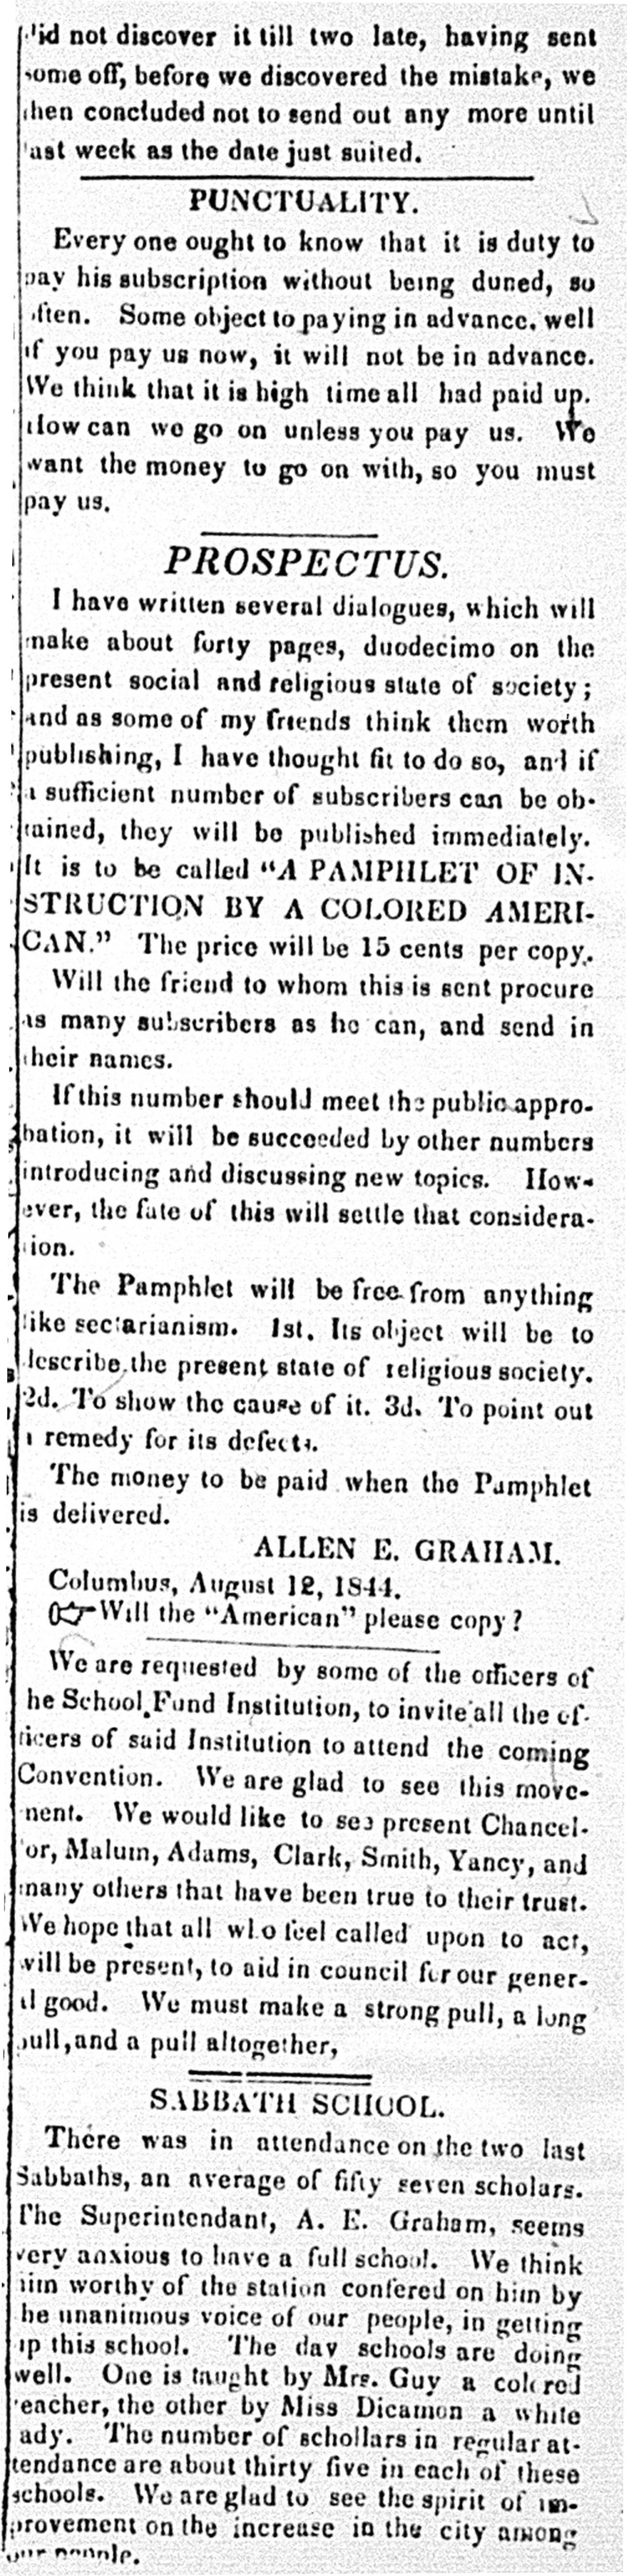 did not discover it till two late, having sent
some off, before we discovered the mistake, we
then concluded not to send out any more until
last week as the date just suited.
PUNCTUALITY.
Every one ought to know that it is duty to
pay his subscription without being duned, so
often. Some object to paying in advance, well
if you pay us now, it will not be in advance.
We think that it is high time all had paid up.
How can we go on unless you pay us. We
want the money to go on with, so you must
pay us.
PROSPECTUS.
I have written several dialogues, which will
make about forty pages, duodecimo on the
present social and religious state of society;
and as some of my friends think them worth
publishing, I have thought fit to do so, and if
a sufficient number of subscribers can be ob-
tained, they will be published immediately.
It is to be called "A PAMPHLET OF IN-
STRUCTION BY A COLORED AMERI-
CAN." The price will be 15 cents per copy.
Will the friend to whom this is sent procure
as many subscribers as he can, and send in
their names.
If this number should meet the public appro-
bation, it will be succeeded by other numbers
introducing and discussing new topics. How-
ever, the fate of this will settle that considera-
tion.
The Pamphlet will be free from anything
like sectarianism. 1st. Its object will be to
describe the present state of religious society.
2d. To show the cause of it. 3d. To point out
a remedy for its defects.
The money to be paid when the Pamphlet
is delivered.
ALLEN E. GRAHAM.
Columbus, August 12, 1844.
☞Will the "American" please copy?
We are requested by some of the officers of
the School Fund Institution, to invite all the of-
ficers of said Institution to attend the coming
Convention. We are glad to see this move-
ment. We would like to see present Chancel-
lor, Malum, Adams, Clark, Smith, Yancy, and
many others that have been true to their trust.
We hope that all who feel called upon to act,
will be present, to aid in council for our gener-
al good. We must make a strong pull, a long
pull, and a pull altogether,
SABBATH SCHOOL.
There was in attendance on the two last
Sabbaths, an average of fifty seven scholars.
The Superintendant, A. E. Graham, seems
very anxious to have a full school. We think
him worthy of the station confered on him by
the unanimous voice of our people, in getting
up this school. The day schools are doing
well. One is taught by Mrs. Guy a colored
teacher, the other by Miss Dicamon a white
lady. The number of schollars in regular at-
tendance are about thirty five in each of these
schools. We are glad to see the spirit of im-
provement on the increase in the city among
our people.